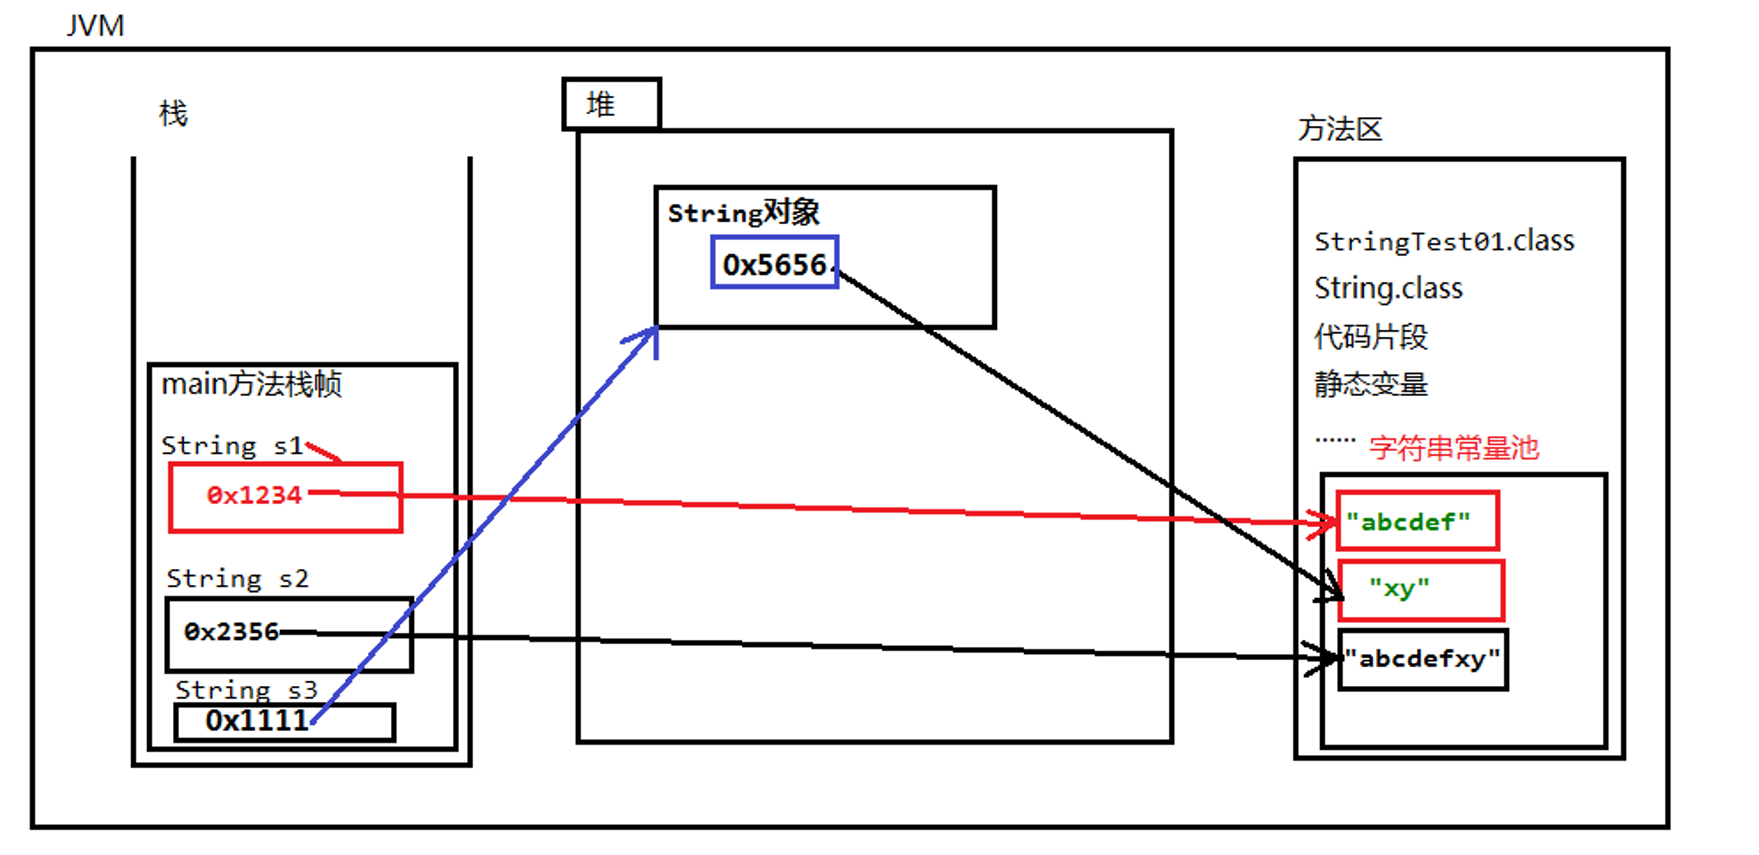 JVM
栈
堆
方法区
String对象
0x5656
StringTest01.class
String.class
代码片段
静态变量
...... 字符串常量池
main方法栈帧
String s1
0x1234
"abcdef"
"xy"
String s2
0x2356
"abcdefxy"
String s3
0x1111